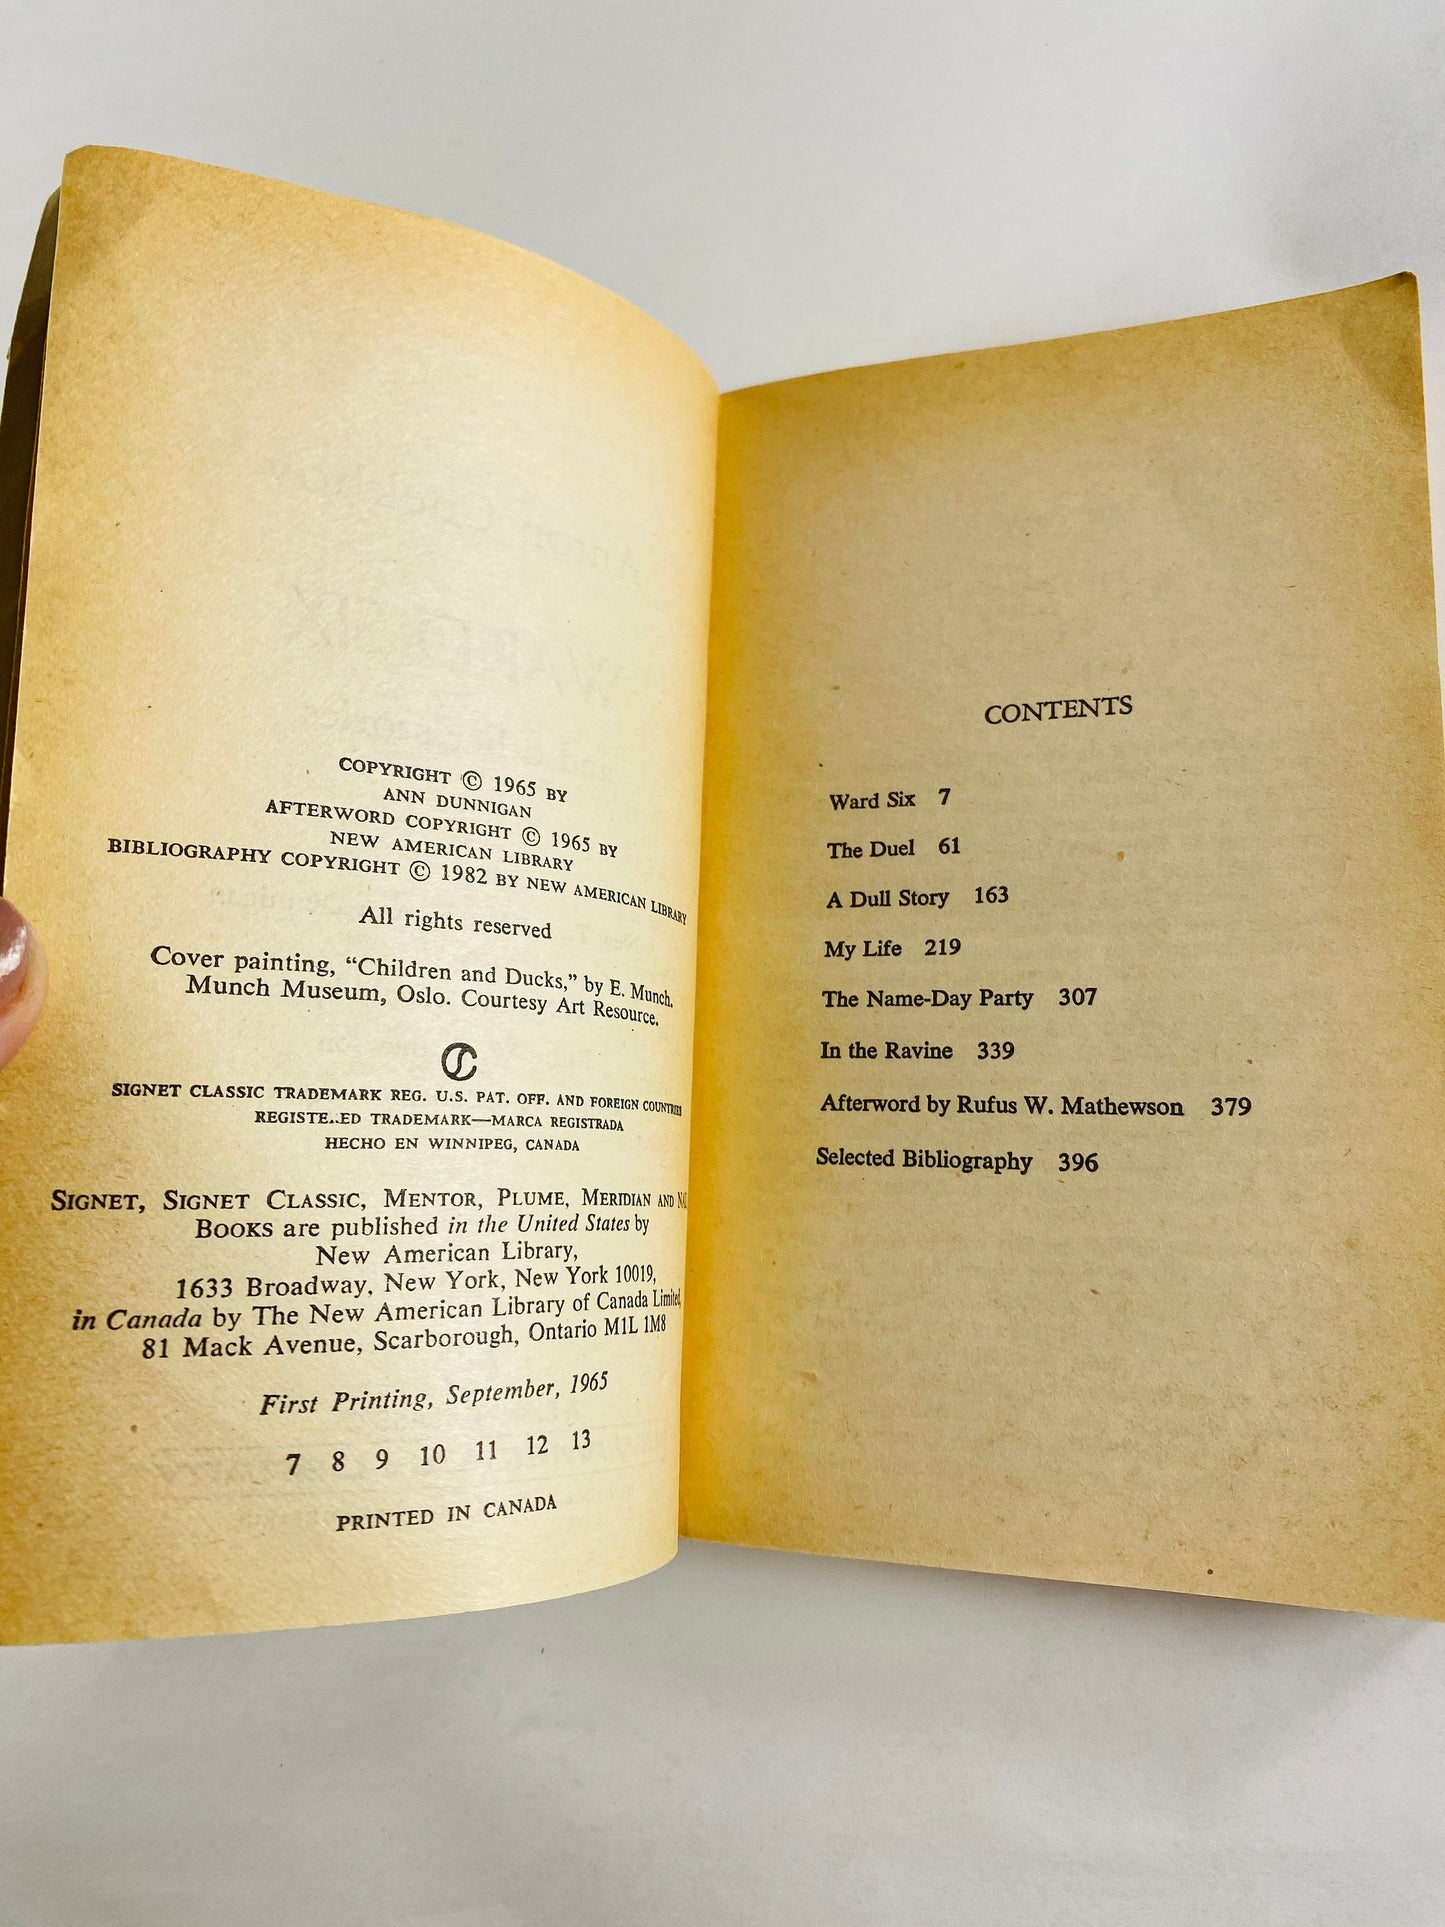 COPYRIGHT © 1965 BY
ANN DUNNIGAN
AFTERWORD COPYRIGHT © 1965 BY
NEW AMERICAN LIBRARY
BIBLIOGRAPHY COPYRIGHT © 1982 BY NEW AMERICAN LIBRARY
All rights reserved
Cover painting, “Children and Ducks,” by E. Munch.
Munch Museum, Oslo. Courtesy Art Resource.
SIGNET CLASSIC TRADEMARK REG. U.S. PAT. OFF. AND FOREIGN COUNTRIES
REGISTE..ED TRADEMARK—MARCA REGISTRADA
HECHO EN WINNIPEG, CANADA
SIGNET, SIGNET CLASSIC, MENTOR, PLUME, MERIDIAN AND
BOOKS are published in the United States by
New American Library,
1633 Broadway, New York, New York 10019,
in Canada by The New American Library of Canada Limited,
81 Mack Avenue, Scarborough, Ontario M1L 1M8
First Printing, September, 1965
7 8 9 10 11 12 13
PRINTED IN CANADA
CONTENTS
Ward Six 7
The Duel 61
A Dull Story 163
My Life 219
The Name-Day Party 307
In the Ravine 339
Afterword by Rufus W. Mathewson 379
Selected Bibliography 396